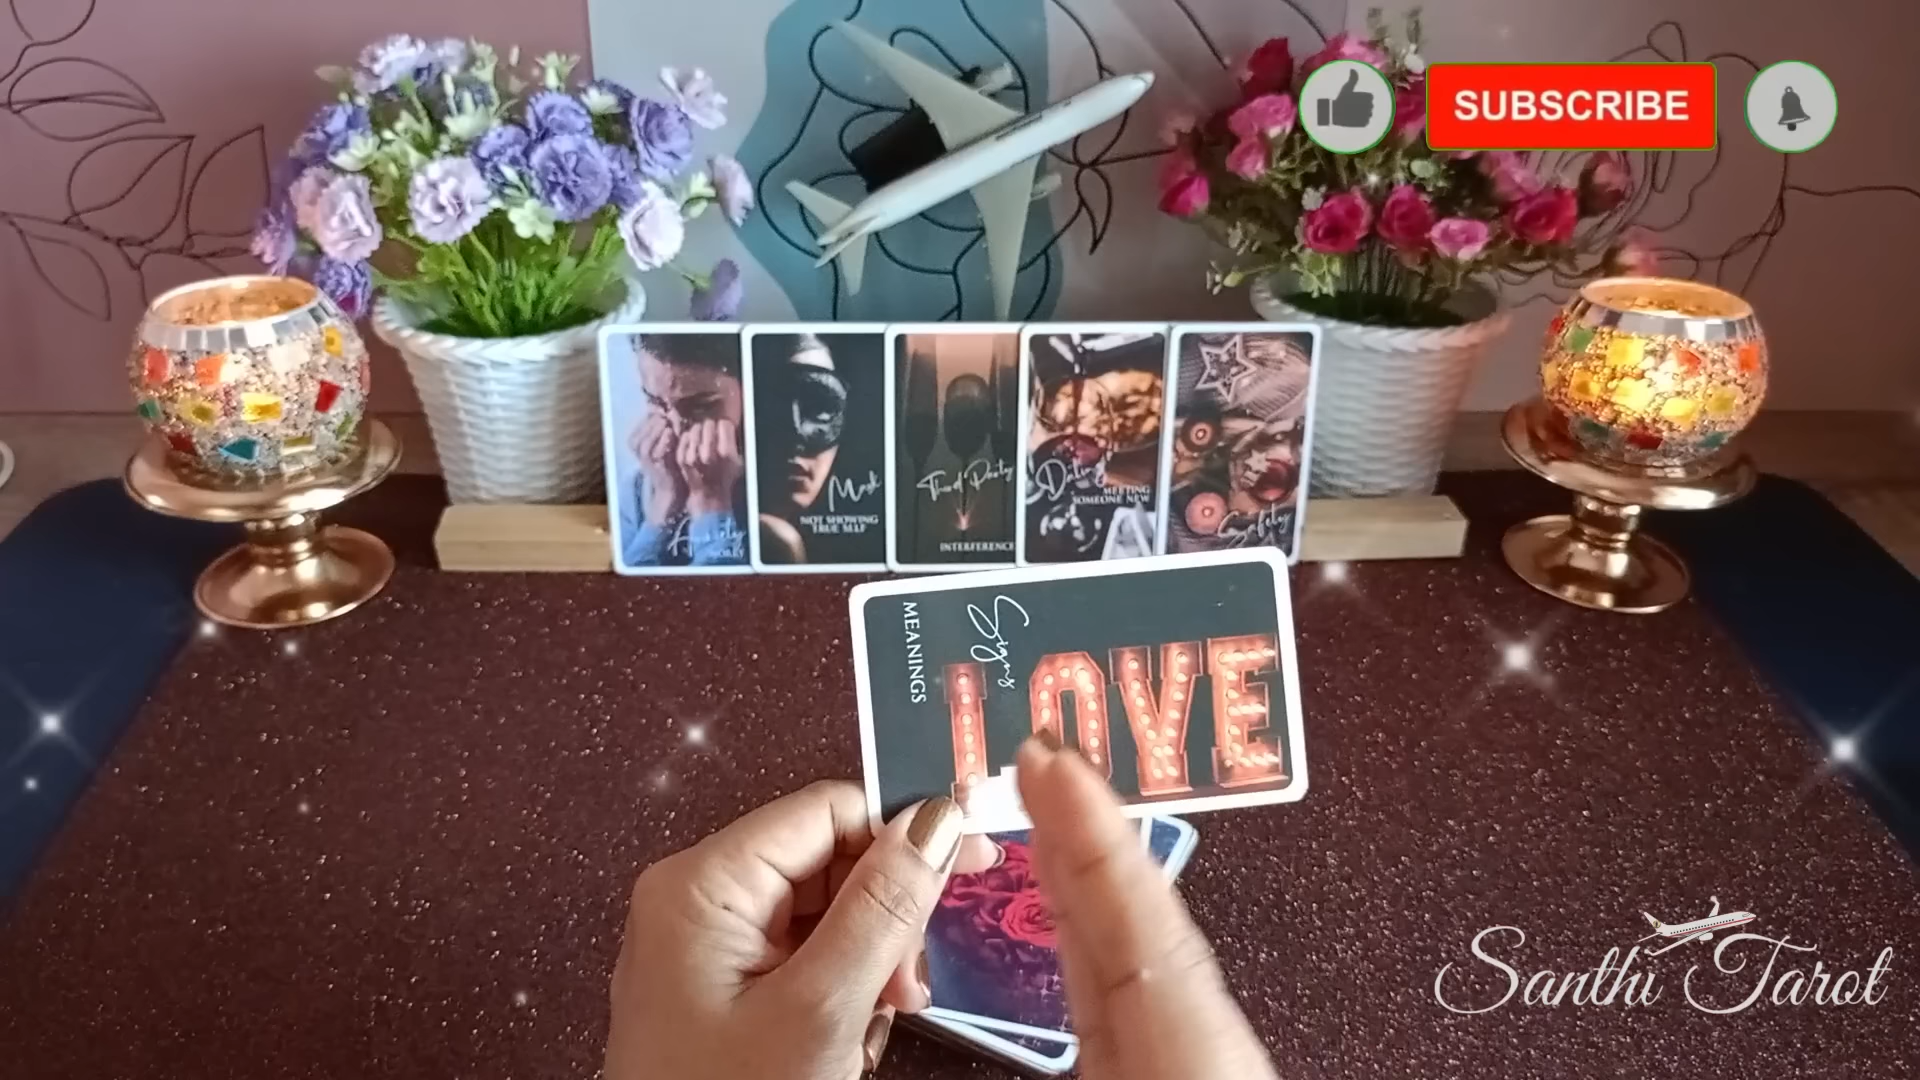 SUBSCRIBE
Anxiety
WORRY
Mask
NOT SHOWING
TRUE SELF
Third Party
INTERFERENCE
Dating
MEETING
SOMEONE NEW
Safety
Signs
MEANINGS
LOVE
Santhi Tarot